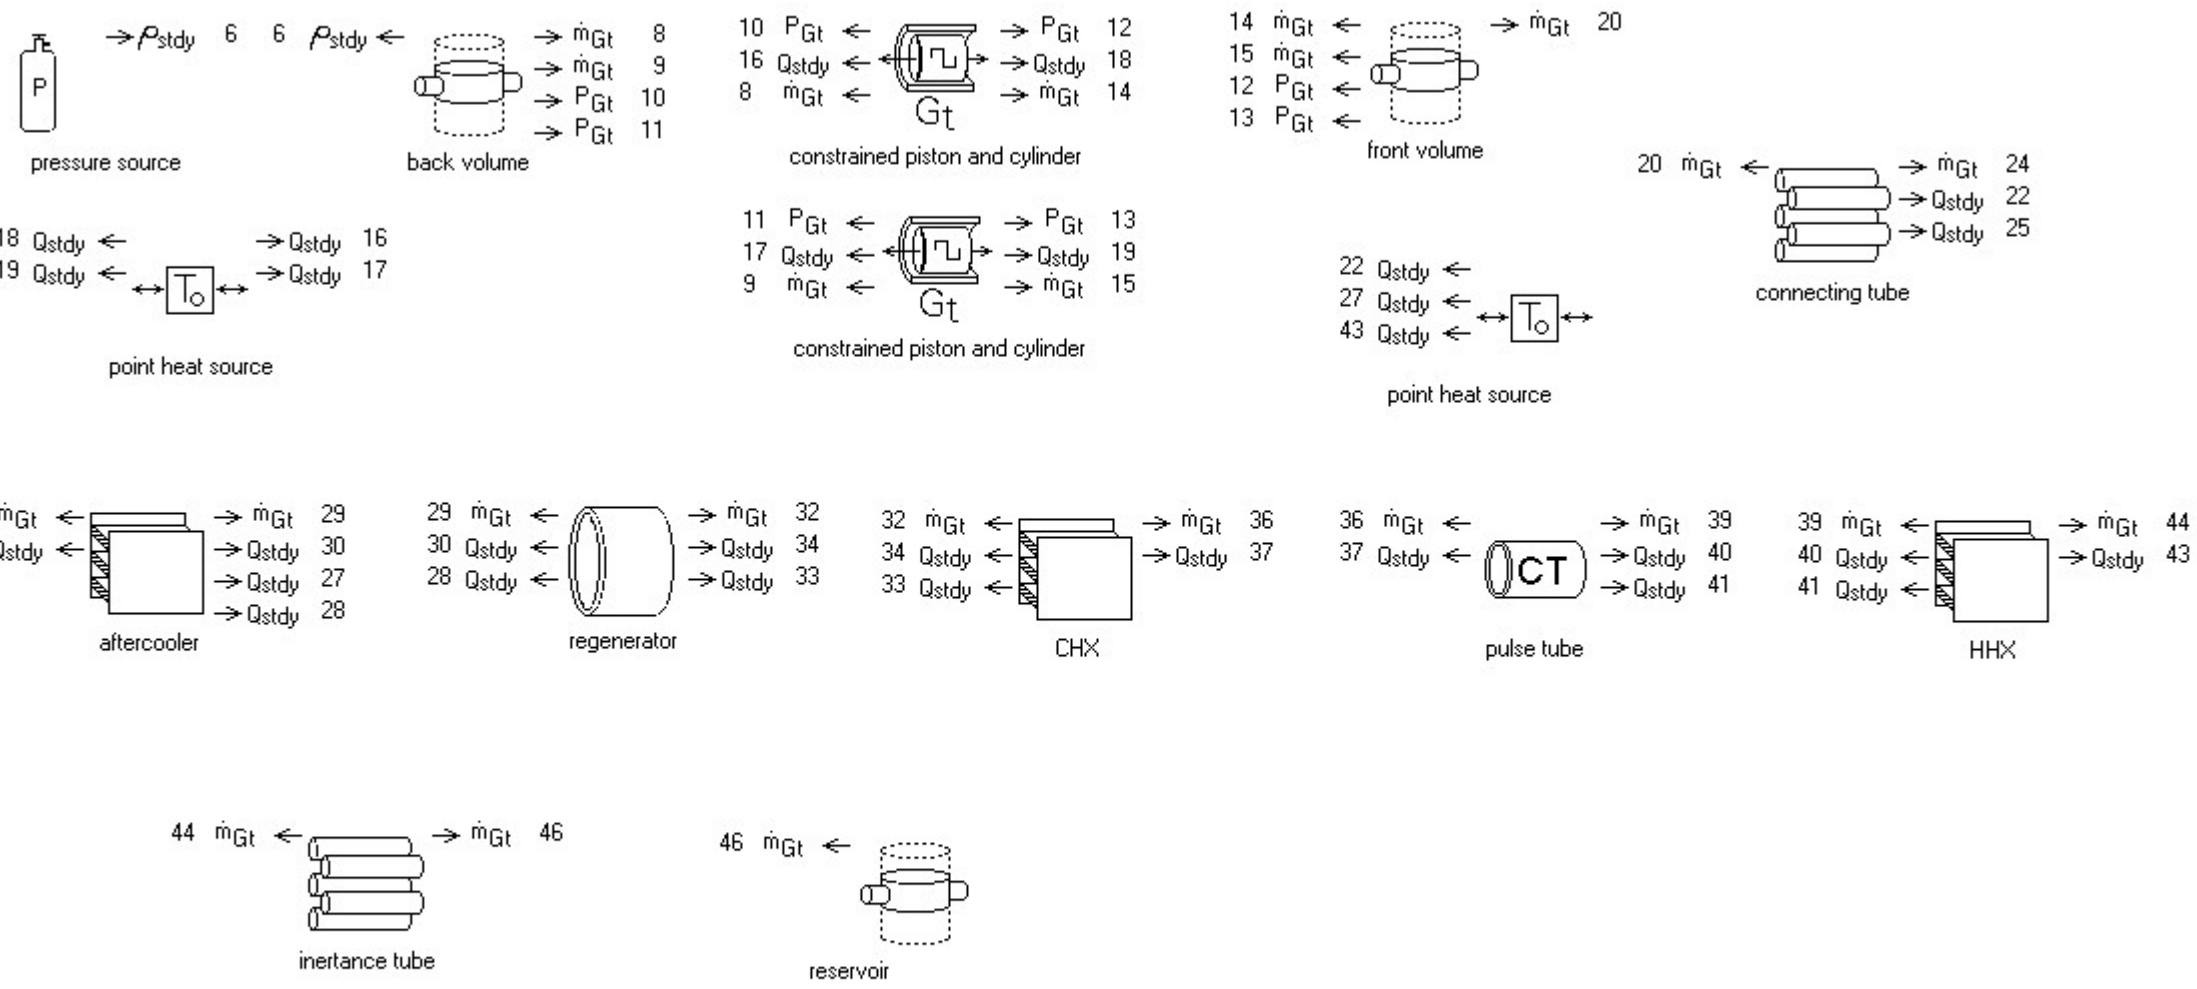 →ρstdy 6
P
pressure source
6 ρstdy ←
→ ṁGt 8
→ ṁGt 9
→ PGt 10
→ PGt 11
back volume
10 PGt ← → PGt 12
16 Qstdy ← → Qstdy 18
8 ṁGt ← → ṁGt 14
Gt
constrained piston and cylinder
14 ṁGt ← → ṁGt 20
15 ṁGt ←
12 PGt ←
13 PGt ←
front volume
20 ṁGt ← → ṁGt 24
→ Qstdy 22
→ Qstdy 25
connecting tube
18 Qstdy ← → Qstdy 16
19 Qstdy ← → Qstdy 17
To
point heat source
11 PGt ← → PGt 13
17 Qstdy ← → Qstdy 19
9 ṁGt ← → ṁGt 15
Gt
constrained piston and cylinder
22 Qstdy ←
27 Qstdy ←
43 Qstdy ←
To
point heat source
ṁGt ← → ṁGt 29
Qstdy ← → Qstdy 30
→ Qstdy 27
→ Qstdy 28
aftercooler
29 ṁGt ← → ṁGt 32
30 Qstdy ← → Qstdy 34
28 Qstdy ← → Qstdy 33
regenerator
32 ṁGt ← → ṁGt 36
34 Qstdy ← → Qstdy 37
33 Qstdy ←
CHX
36 ṁGt ← → ṁGt 39
37 Qstdy ← → Qstdy 40
→ Qstdy 41
CT
pulse tube
39 ṁGt ← → ṁGt 44
40 Qstdy ← → Qstdy 43
41 Qstdy ←
HHX
44 ṁGt ← → ṁGt 46
inertance tube
46 ṁGt ←
reservoir